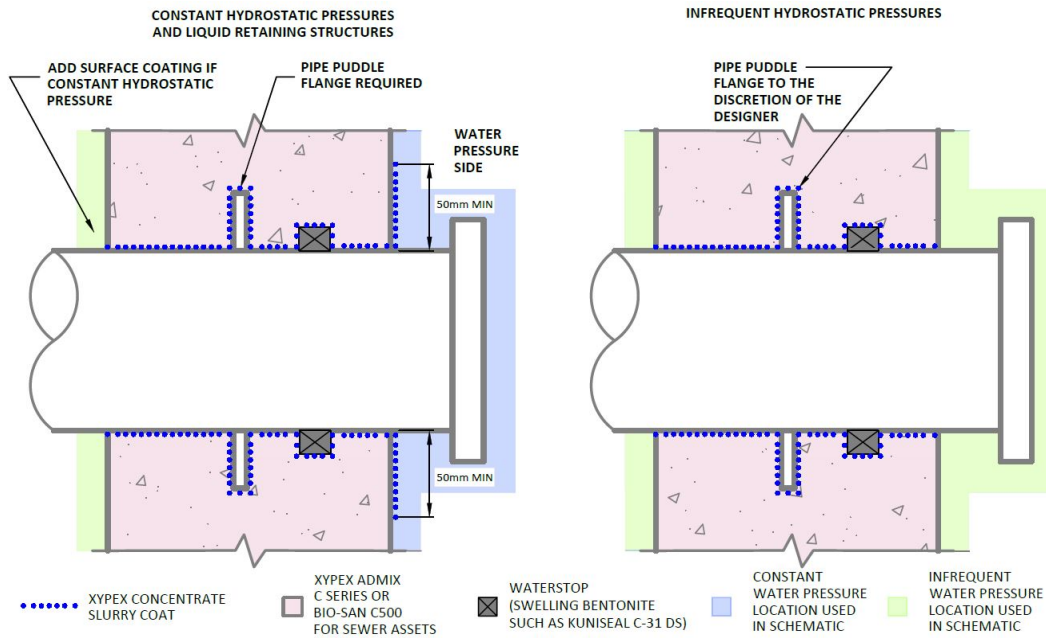 CONSTANT HYDROSTATIC PRESSURES
AND LIQUID RETAINING STRUCTURES
INFREQUENT HYDROSTATIC PRESSURES
ADD SURFACE COATING IF
CONSTANT HYDROSTATIC
PRESSURE
PIPE PUDDLE
FLANGE REQUIRED
WATER
PRESSURE
SIDE
50mm MIN
50mm MIN
PIPE PUDDLE
FLANGE TO THE
DISCRETION OF THE
DESIGNER
XYPEX CONCENTRATE
SLURRY COAT
XYPEX ADMIX
C SERIES OR
BIO-SAN C500
FOR SEWER ASSETS
WATERSTOP
(SWELLING BENTONITE
SUCH AS KUNISEAL C-31 DS)
CONSTANT
WATER PRESSURE
LOCATION USED
IN SCHEMATIC
INFREQUENT
WATER PRESSURE
LOCATION USED
IN SCHEMATIC